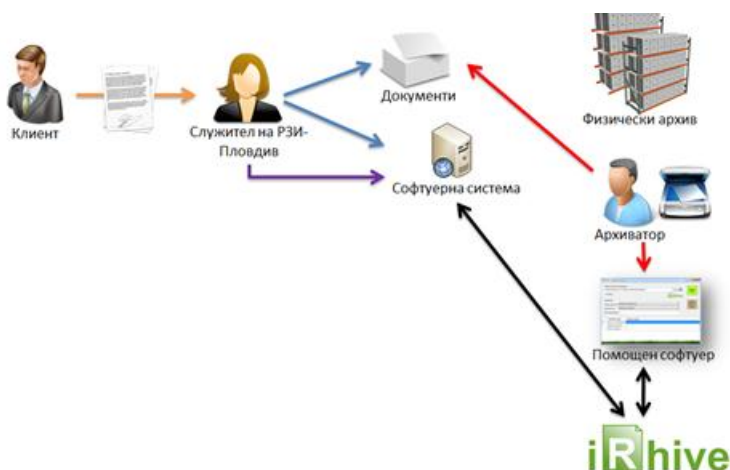 Клиент
Служител на РЗИ-
Пловдив
Документи
Софтуерна система
Физически архив
Архиватор
Помощен софтуер
iRhive